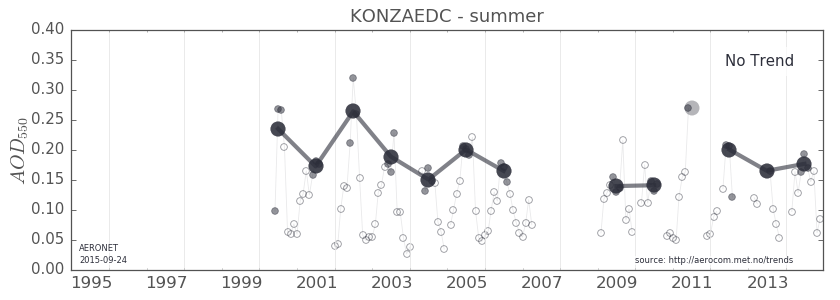 KONZAEDC - summer
0.40
0.35
0.30
0.25
0.20
0.15
0.10
0.05
0.00
AOD550
No Trend
AERONET
2015-09-24
source: http://aerocom.met.no/trends
1995 1997 1999 2001 2003 2005 2007 2009 2011 2013